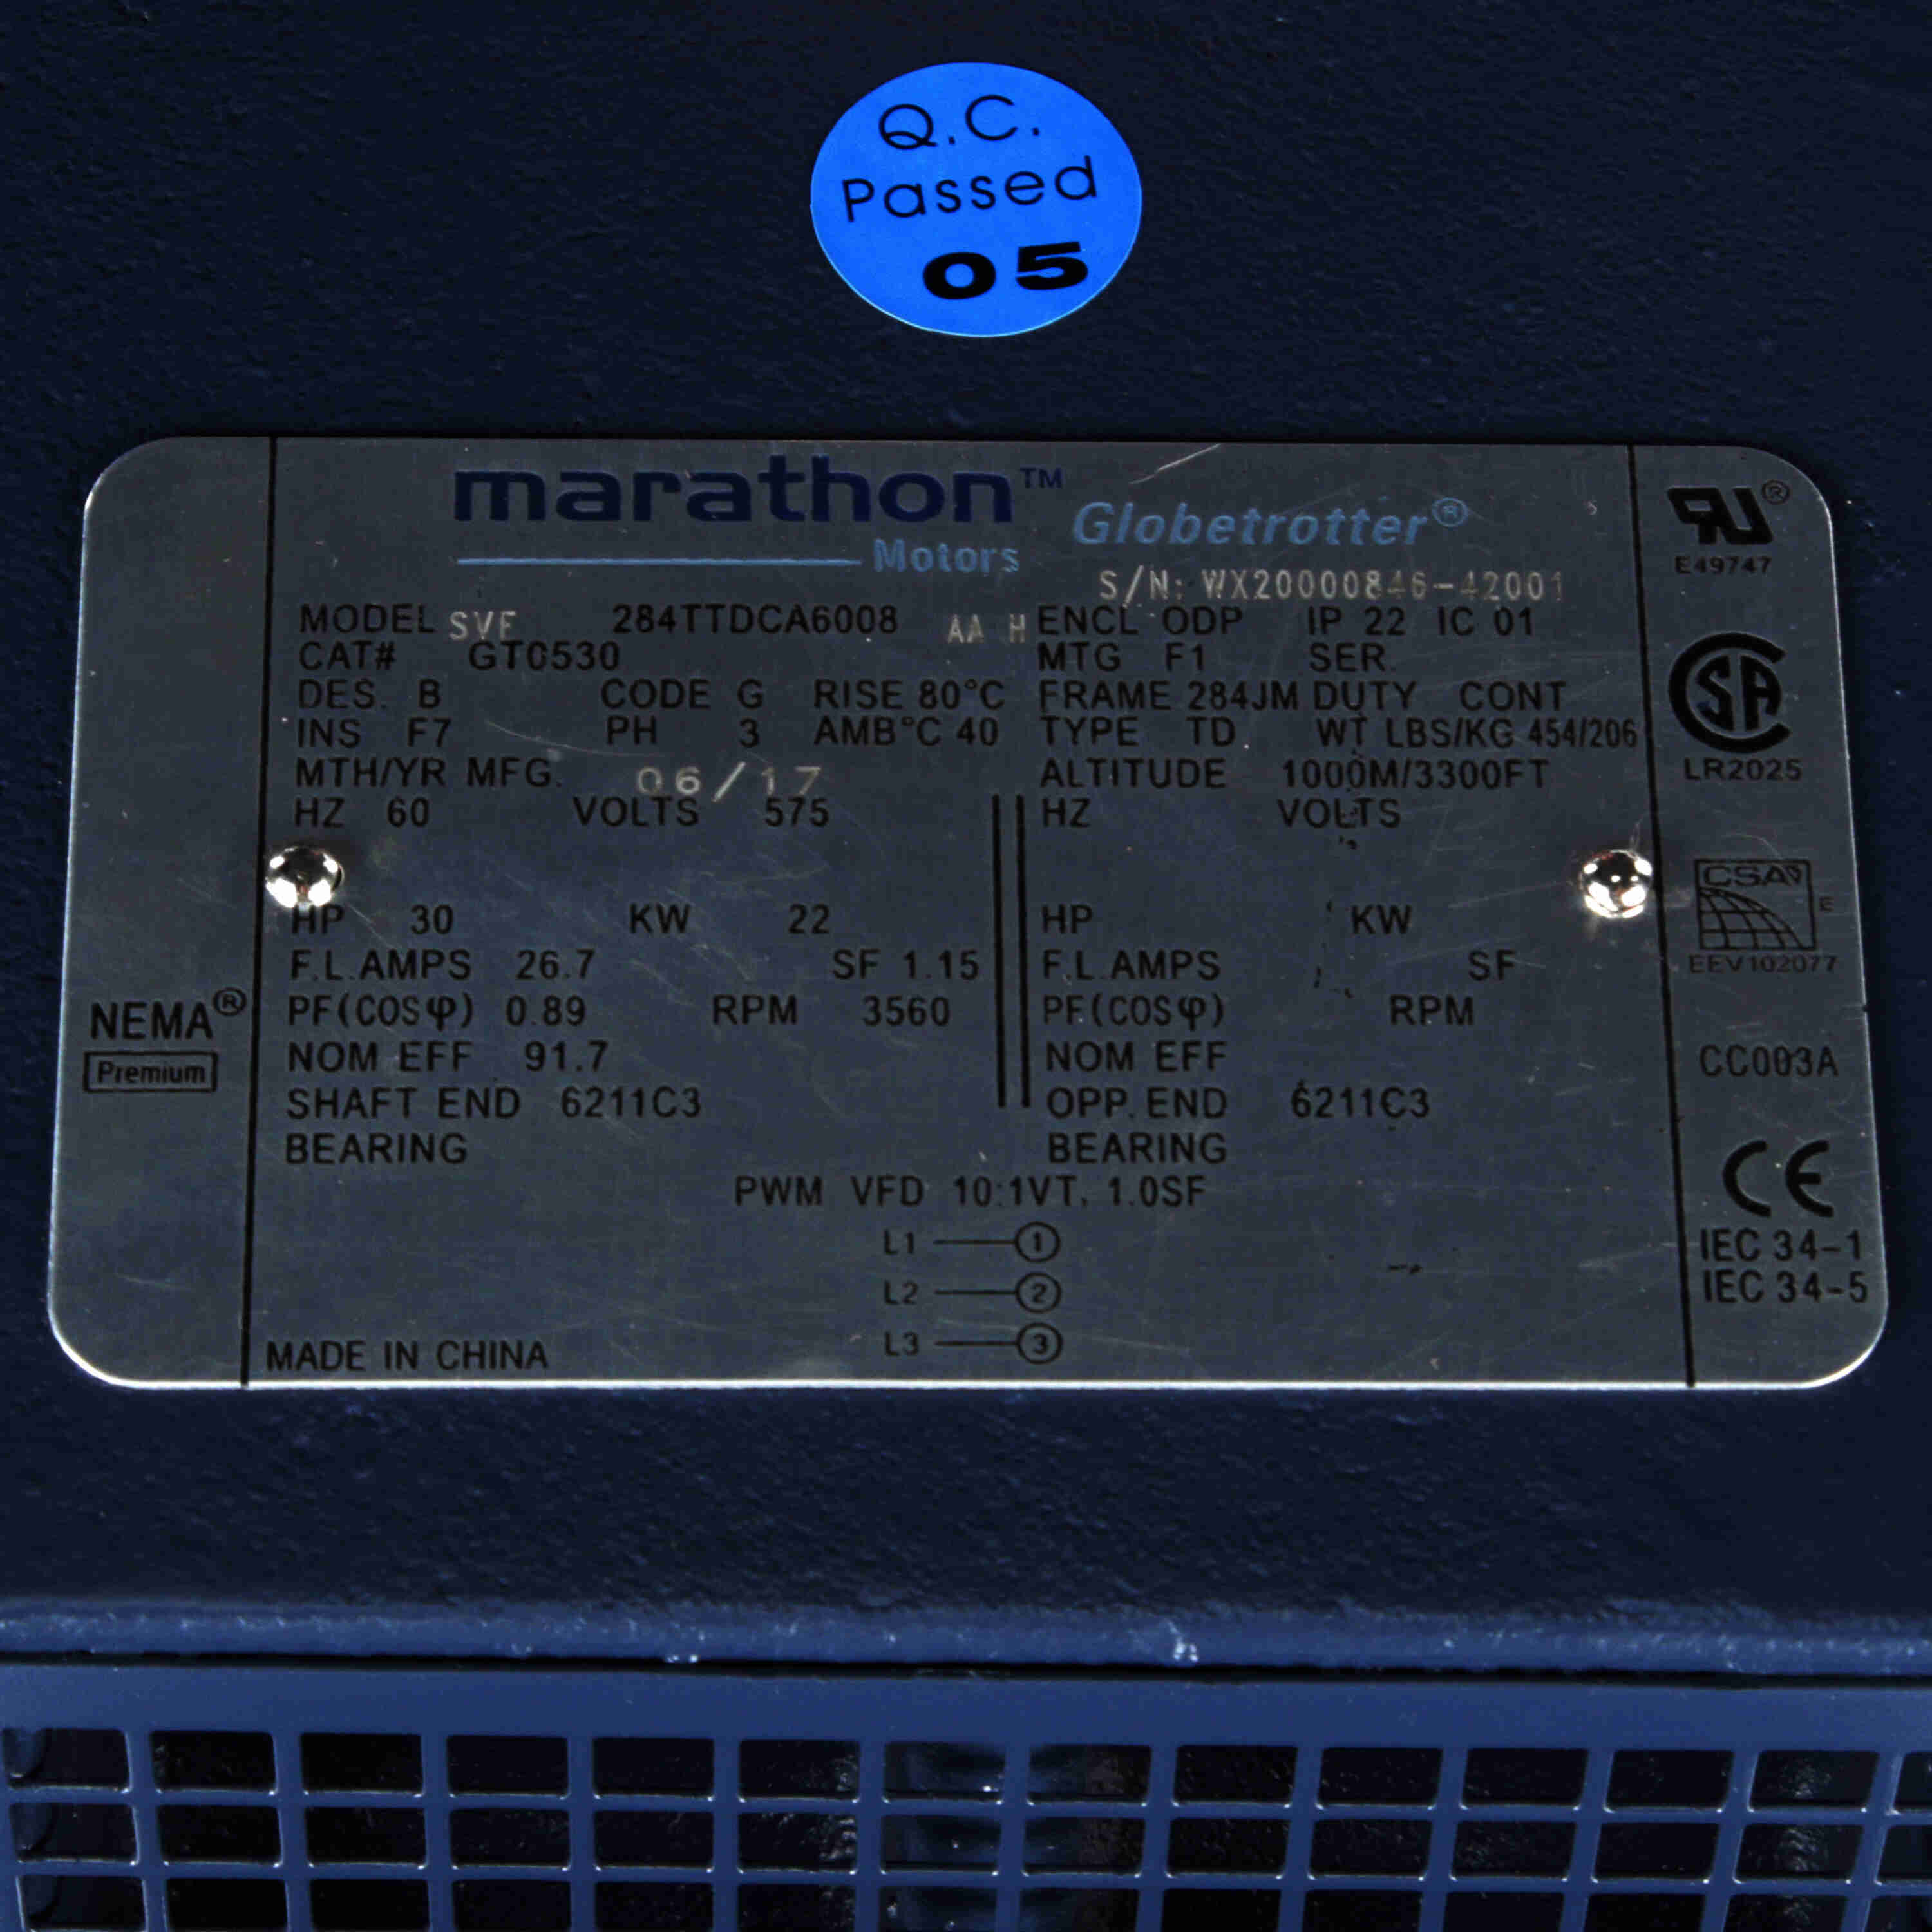 Q.C.
Passed
05
marathon™
Motors
Globetrotter®
S/N: WX20000846-42001
MODEL SVF 284TTDCA6008 AA H ENCL ODP IP 22 IC 01
CAT# GT0530 MTG F1 SER.
DES. B CODE G RISE 80°C FRAME 284JM DUTY CONT
INS F7 PH 3 AMB°C 40 TYPE TD WT LBS/KG 454/206
MTH/YR MFG. 06/17 ALTITUDE 1000M/3300FT
HZ 60 VOLTS 575 HZ VOLTS
HP 30 KW 22 HP KW
F.L.AMPS 26.7 SF 1.15 F.L.AMPS SF
PF(COSφ) 0.89 RPM 3560 PF(COSφ) RPM
NOM EFF 91.7 NOM EFF
SHAFT END 6211C3 OPP. END 6211C3
BEARING BEARING
PWM VFD 10:1VT, 1.0SF
L1 1
L2 2
L3 3
MADE IN CHINA
NEMA®
Premium
RU®
E49747
SA
LR2025
CSA
E
EEV102077
CC003A
CE
IEC 34-1
IEC 34-5